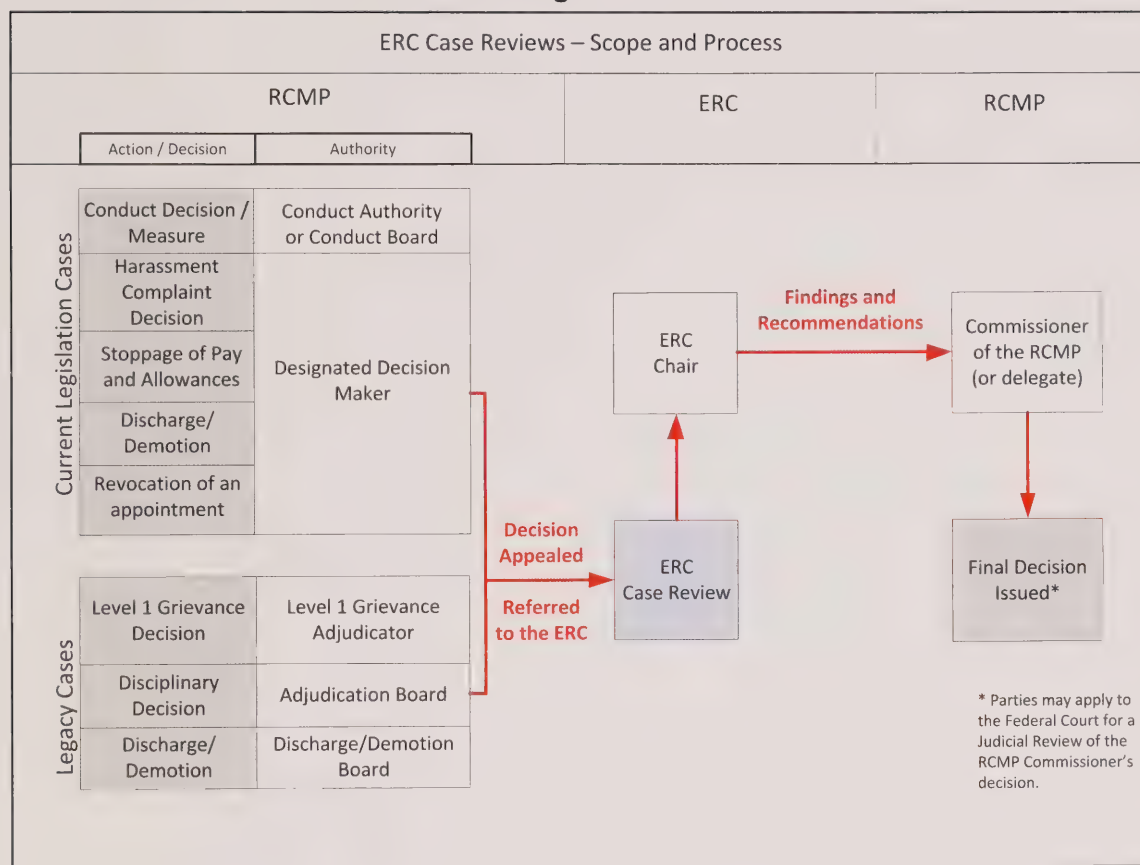 ERC Case Reviews – Scope and Process
RCMP
ERC
RCMP
Action / Decision
Authority
Current Legislation Cases
Conduct Decision /
Measure
Conduct Authority
or Conduct Board
Harassment
Complaint
Decision
Stoppage of Pay
and Allowances
Discharge/
Demotion
Revocation of an
appointment
Designated Decision
Maker
Legacy Cases
Level 1 Grievance
Decision
Level 1 Grievance
Adjudicator
Disciplinary
Decision
Adjudication Board
Discharge/
Demotion
Discharge/Demotion
Board
Decision
Appealed
Referred
to the ERC
ERC
Case Review
ERC
Chair
Findings and
Recommendations
Commissioner
of the RCMP
(or delegate)
Final Decision
Issued*
* Parties may apply to
the Federal Court for a
Judicial Review of the
RCMP Commissioner's
decision.